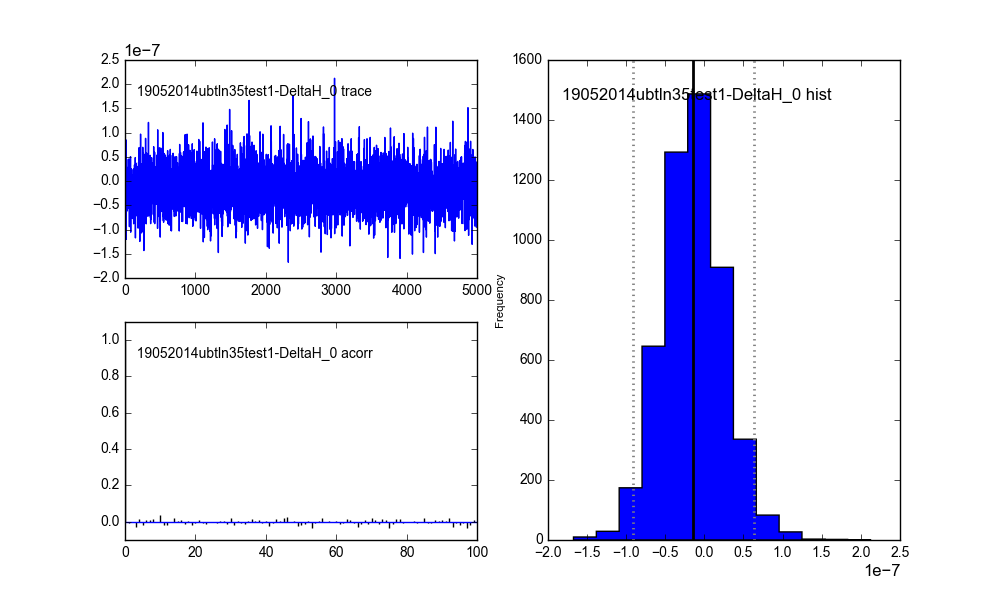 1e−7
2.5
2.0
1.5
1.0
0.5
0.0
−0.5
−1.0
−1.5
−2.0
19052014ubtln35test1-DeltaH_0 trace
0 1000 2000 3000 4000 5000
1.0
0.8
0.6
0.4
0.2
0.0
19052014ubtln35test1-DeltaH_0 acorr
0 20 40 60 80 100
1600
1400
1200
1000
800
600
400
200
0
Frequency
19052014ubtln35test1-DeltaH_0 hist
−2.0 −1.5 −1.0 −0.5 0.0 0.5 1.0 1.5 2.0 2.5
1e−7